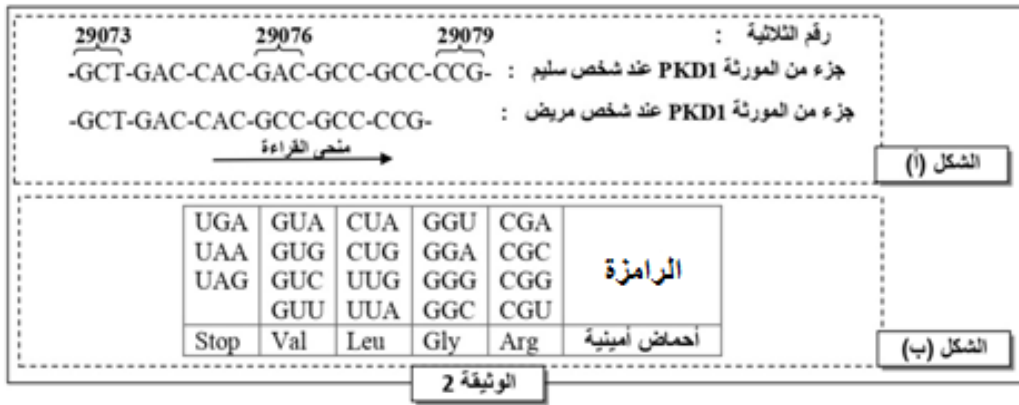 رقم الثلاثية :
29073 29076 29079
جزء من المورثة PKD1 عند شخص سليم : -GCT-GAC-CAC-GAC-GCC-GCC-CCG-
جزء من المورثة PKD1 عند شخص مريض : -GCT-GAC-CAC-GCC-GCC-CCG-
منحى القراءة
الشكل (أ)
UGA GUA CUA GGU CGA
UAA GUG CUG GGA CGC
UAG GUC UUG GGG CGG
GUU UUA GGC CGU
الرامزة
Stop Val Leu Gly Arg أحماض أمينية
الشكل (ب)
الوثيقة 2